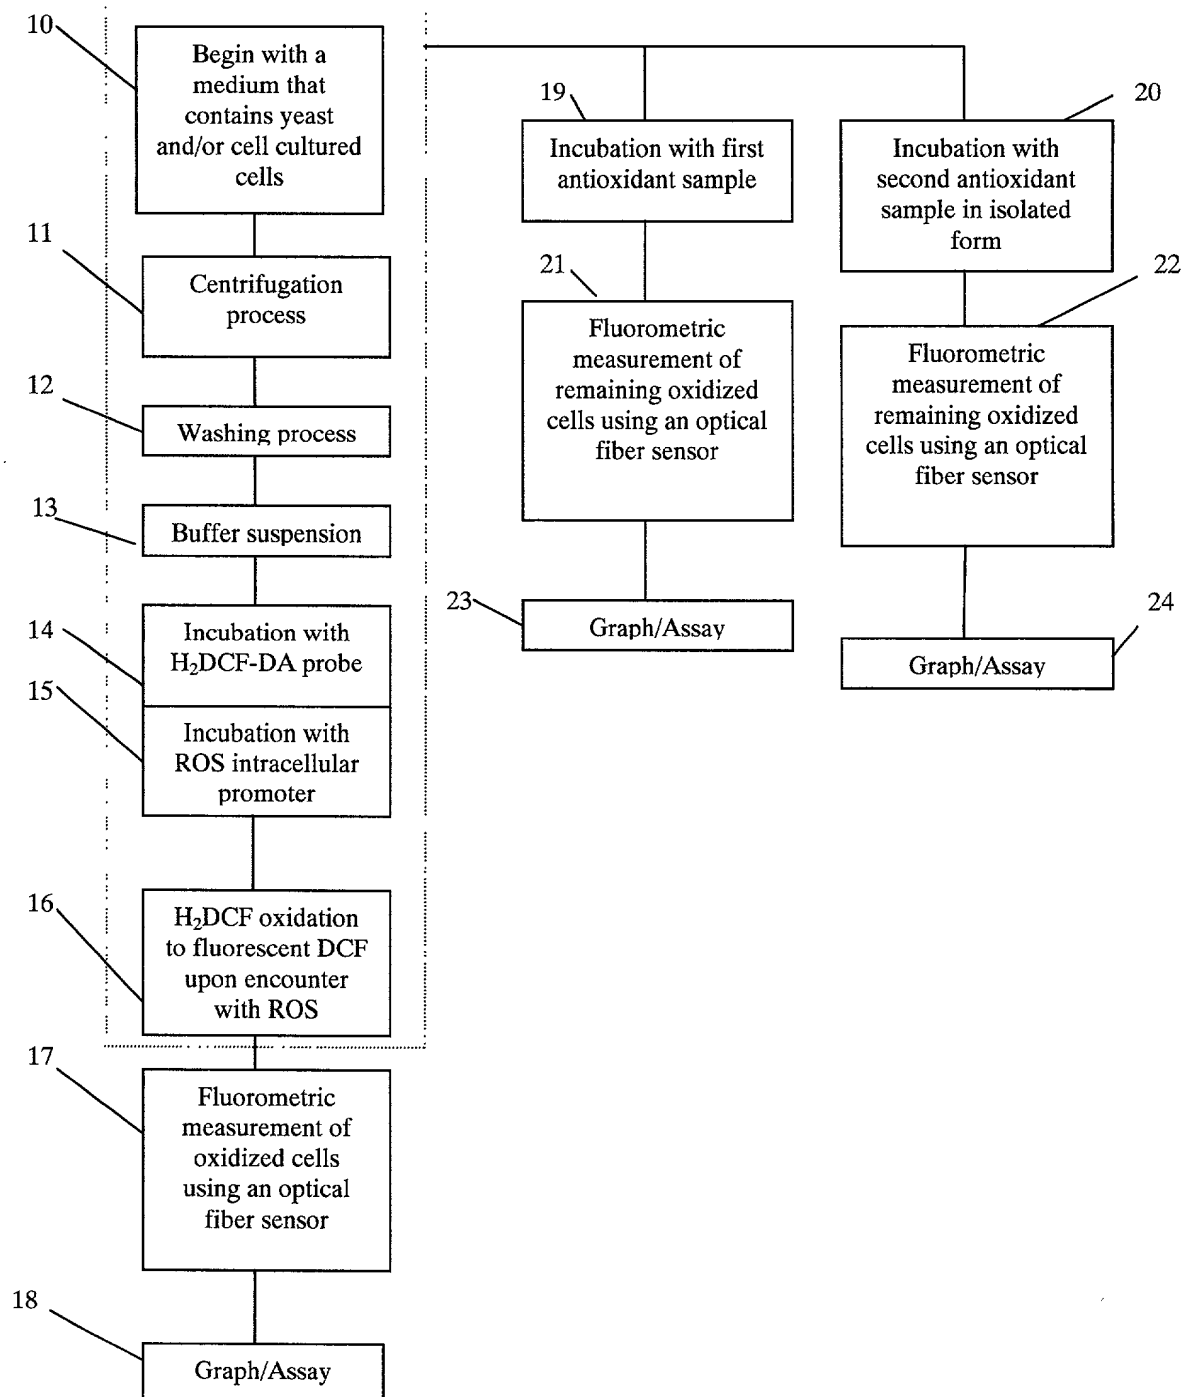 10
Begin with a
medium that
contains yeast
and/or cell cultured
cells
11
Centrifugation
process
12
Washing process
13
Buffer suspension
14
Incubation with
H₂DCF-DA probe
15
Incubation with
ROS intracellular
promoter
16
H₂DCF oxidation
to fluorescent DCF
upon encounter
with ROS
17
Fluorometric
measurement of
oxidized cells
using an optical
fiber sensor
18
Graph/Assay
19
Incubation with first
antioxidant sample
21
Fluorometric
measurement of
remaining oxidized
cells using an optical
fiber sensor
23
Graph/Assay
20
Incubation with
second antioxidant
sample in isolated
form
22
Fluorometric
measurement of
remaining oxidized
cells using an optical
fiber sensor
24
Graph/Assay